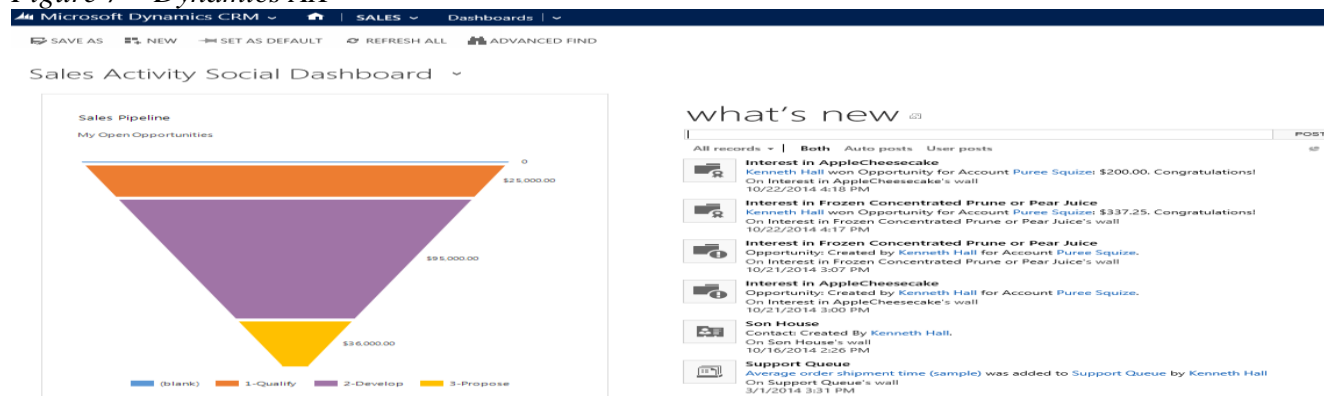 Figure 7 – Dynamics AX
Microsoft Dynamics CRM | SALES Dashboards |
SAVE AS NEW SET AS DEFAULT REFRESH ALL ADVANCED FIND
Sales Activity Social Dashboard
Sales Pipeline
My Open Opportunities
0
$25,000.00
$95,000.00
$36,000.00
(blank) 1-Qualify 2-Develop 3-Propose
what's new
POST
All records | Both Auto posts User posts
Interest in AppleCheesecake
Kenneth Hall won Opportunity for Account Puree Squize: $200.00. Congratulations!
On Interest in AppleCheesecake's wall
10/22/2014 4:18 PM
Interest in Frozen Concentrated Prune or Pear Juice
Kenneth Hall won Opportunity for Account Puree Squize: $337.25. Congratulations!
On Interest in Frozen Concentrated Prune or Pear Juice's wall
10/22/2014 4:17 PM
Interest in Frozen Concentrated Prune or Pear Juice
Opportunity: Created by Kenneth Hall for Account Puree Squize.
On Interest in Frozen Concentrated Prune or Pear Juice's wall
10/21/2014 3:07 PM
Interest in AppleCheesecake
Opportunity: Created by Kenneth Hall for Account Puree Squize.
On Interest in AppleCheesecake's wall
10/21/2014 3:00 PM
Son House
Contact: Created By Kenneth Hall.
On Son House's wall
10/16/2014 2:26 PM
Support Queue
Average order shipment time (sample) was added to Support Queue by Kenneth Hall
On Support Queue's wall
3/1/2014 3:31 PM